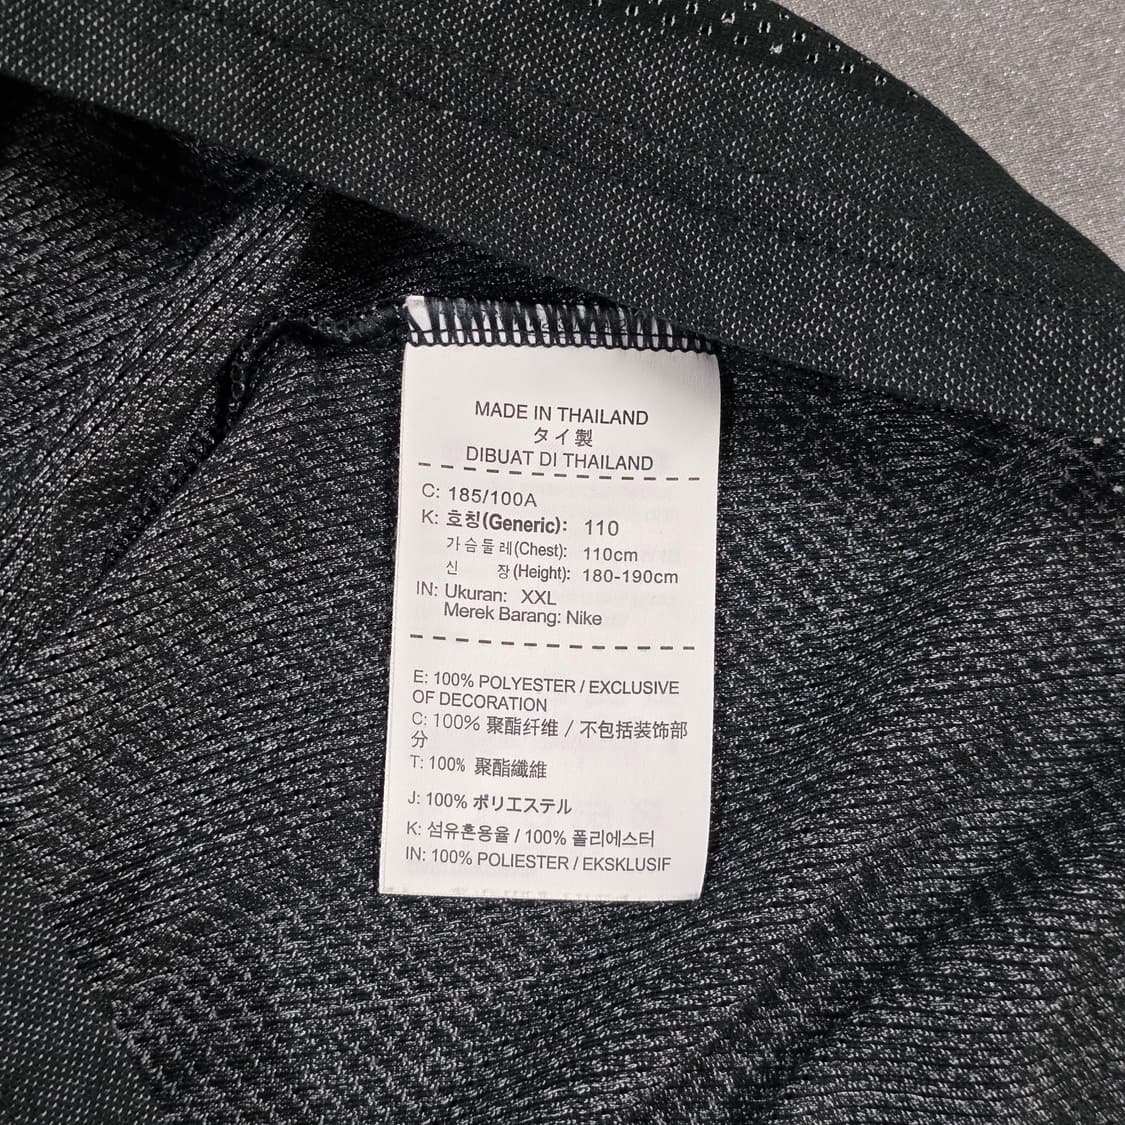 MADE IN THAILAND
タイ製
DIBUAT DI THAILAND
C: 185/100A
K: 호칭(Generic): 110
가슴둘레(Chest): 110cm
신 장(Height): 180-190cm
IN: Ukuran: XXL
Merek Barang: Nike
E: 100% POLYESTER / EXCLUSIVE
OF DECORATION
C: 100% 聚酯纤维 / 不包括装饰部
分
T: 100% 聚酯纖維
J: 100% ポリエステル
K: 섬유혼용율 / 100% 폴리에스터
IN: 100% POLIESTER / EKSKLUSIF